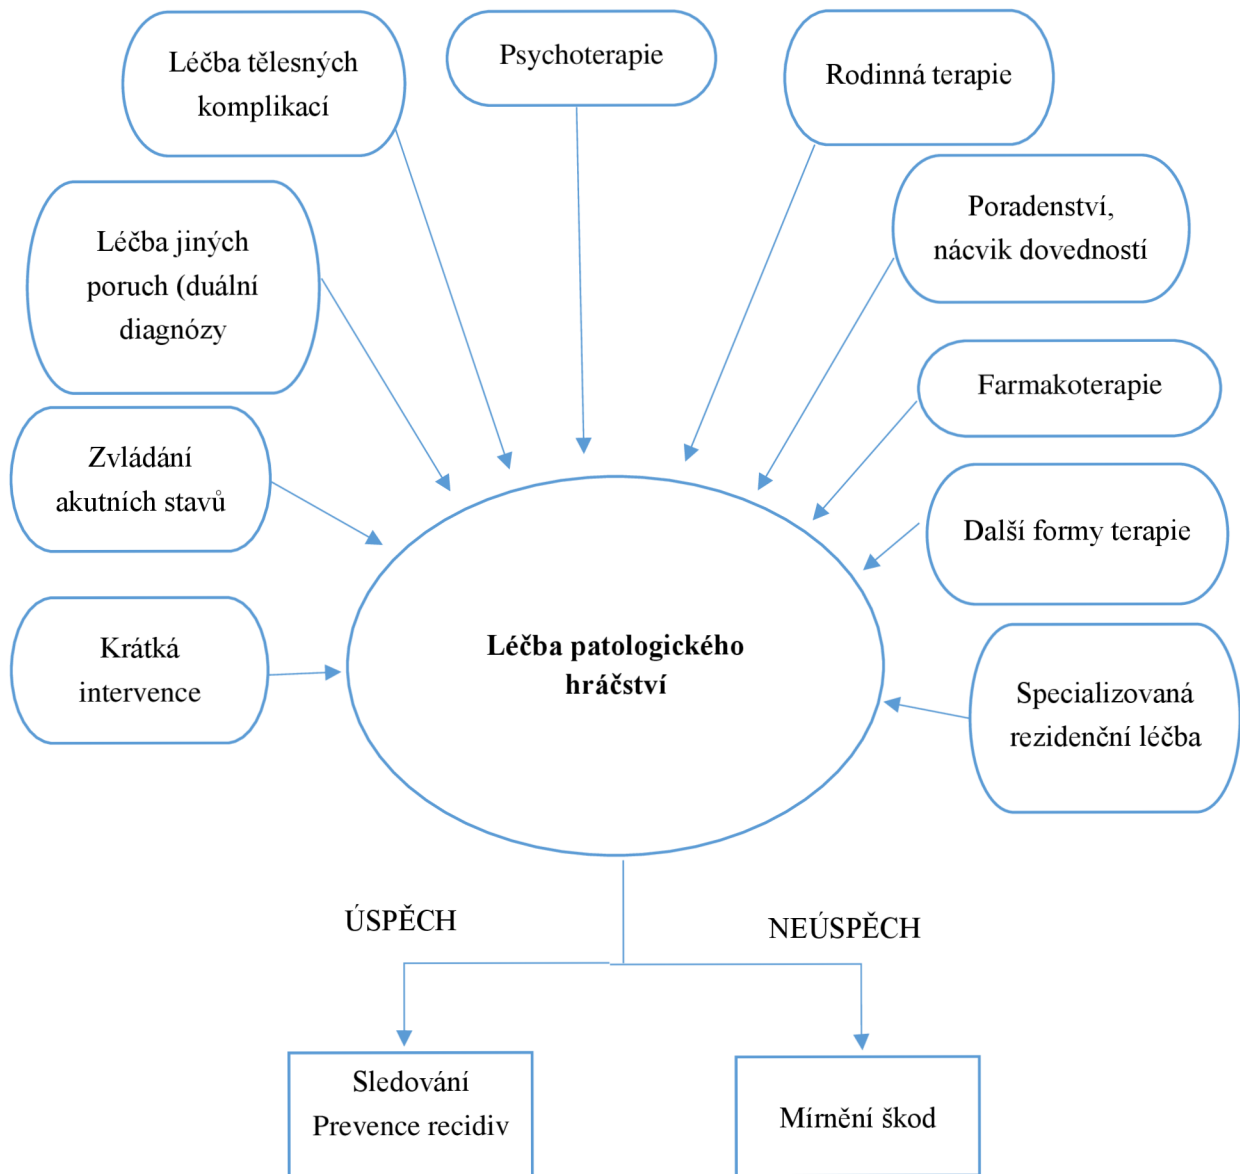 Léčba tělesných
komplikací
Psychoterapie
Rodinná terapie
Léčba jiných
poruch (duální
diagnózy
Poradenství,
nácvik dovedností
Farmakoterapie
Zvládání
akutních stavů
Další formy terapie
Krátká
intervence
Léčba patologického
hráčství
Specializovaná
rezidenční léčba
ÚSPĚCH
NEÚSPĚCH
Sledování
Prevence recidiv
Mírnění škod